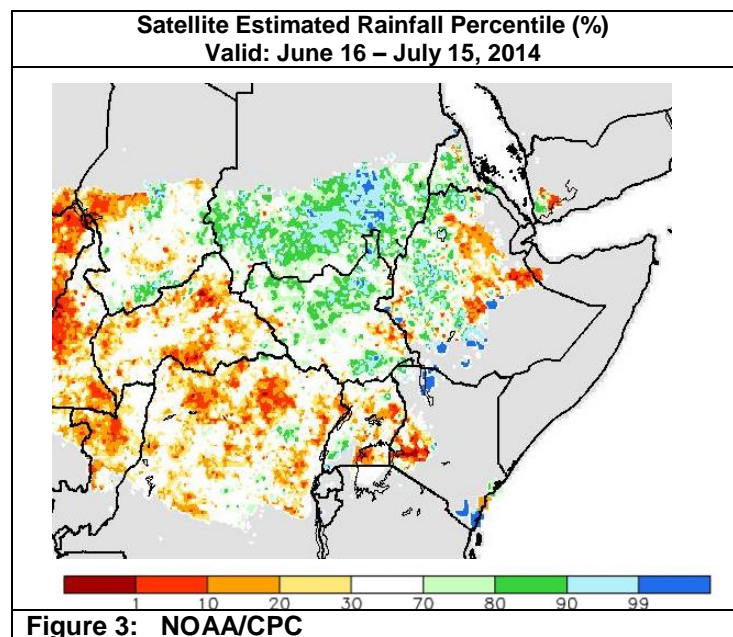 Satellite Estimated Rainfall Percentile (%)
Valid: June 16 – July 15, 2014
1 10 20 30 70 80 90 99
Figure 3: NOAA/CPC